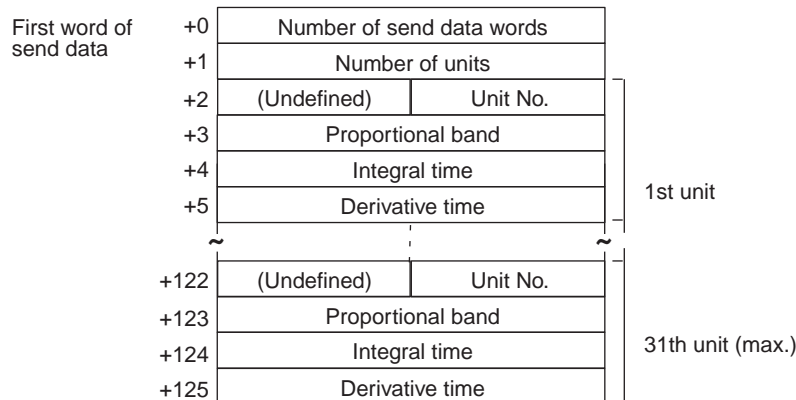 First word of
send data
+0 Number of send data words
+1 Number of units
+2 (Undefined) Unit No.
+3 Proportional band
+4 Integral time
+5 Derivative time
1st unit
~ ~
+122 (Undefined) Unit No.
+123 Proportional band
+124 Integral time
+125 Derivative time
31th unit (max.)